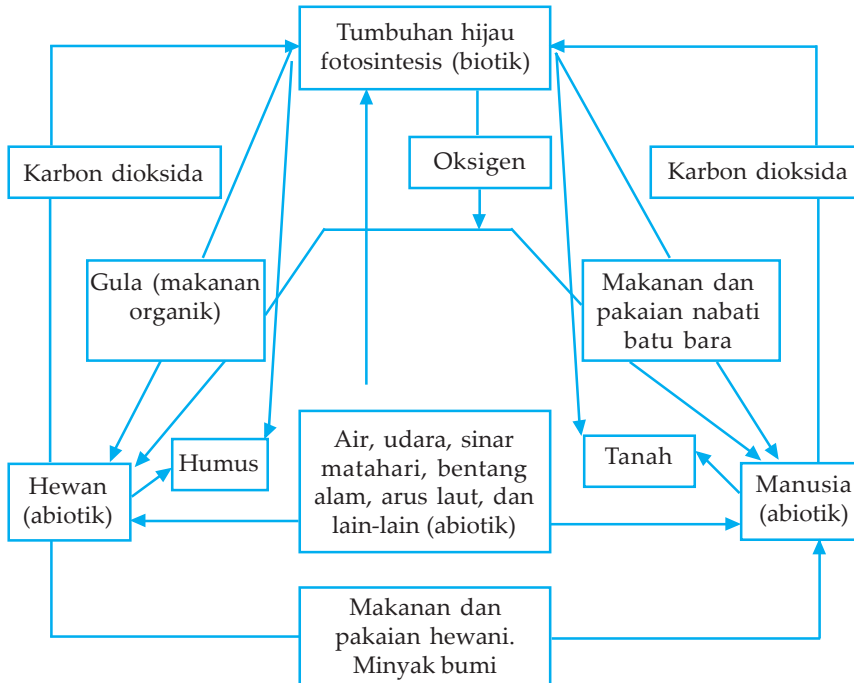 Tumbuhan hijau
fotosintesis (biotik)
Karbon dioksida
Oksigen
Karbon dioksida
Gula (makanan
organik)
Makanan dan
pakaian nabati
batu bara
Humus
Air, udara, sinar
matahari, bentang
alam, arus laut, dan
lain-lain (abiotik)
Tanah
Hewan
(abiotik)
Manusia
(abiotik)
Makanan dan
pakaian hewani.
Minyak bumi